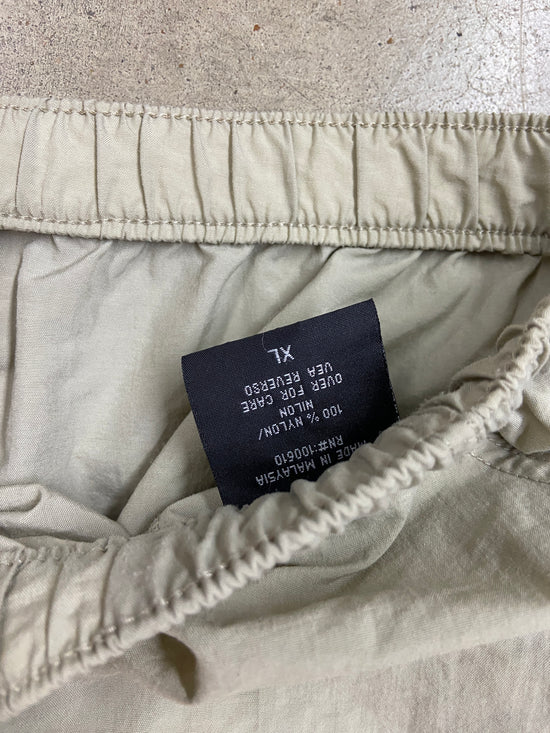 MADE IN MALAYSIA
RN#:100610
100 % NYLON/
NILON
OVER FOR CARE
VEA REVERSO
XL